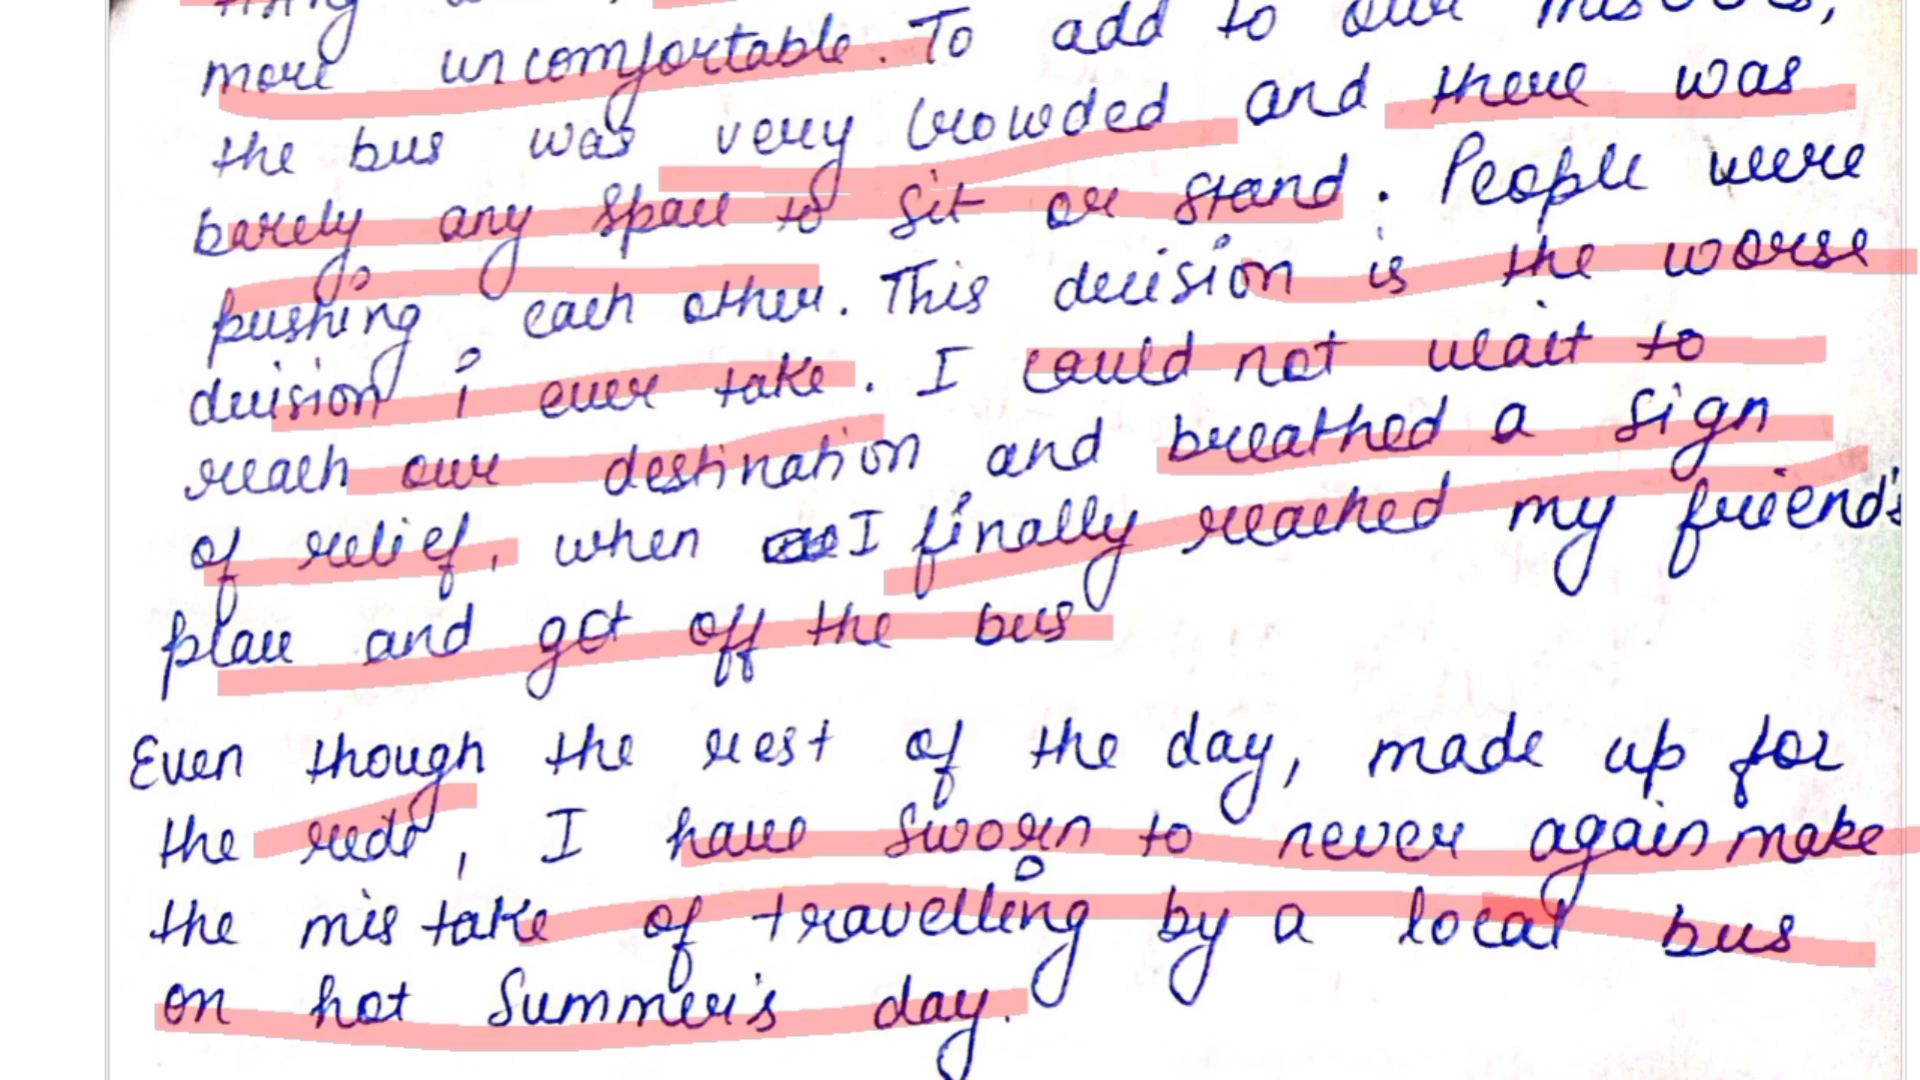 more uncomfortable. To add to our
the bus was very crowded and there was
barely any space to sit or stand. People were
pushing each other. This decision is the worse
decision i ever take. I could not wait to
reach our destination and breathed a sign
of relief, when I finally reached my friend's
place and got off the bus
Even though the rest of the day, made up for
the , I have sworn to never again make
the mistake of travelling by a local bus
on hot Summer's day.